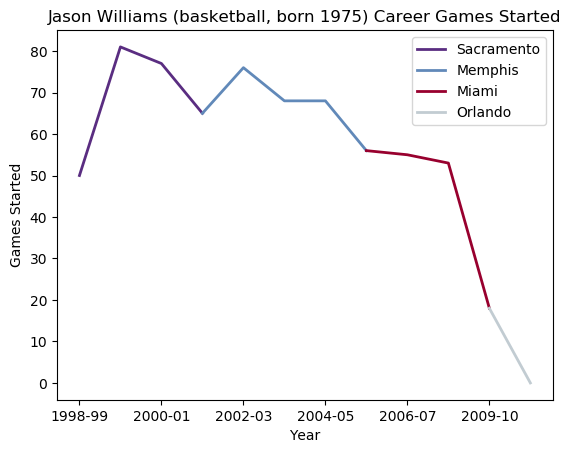 Jason Williams (basketball, born 1975) Career Games Started
Sacramento
Memphis
Miami
Orlando
80
70
60
50
40
30
20
10
0
Games Started
1998-99 2000-01 2002-03 2004-05 2006-07 2009-10
Year